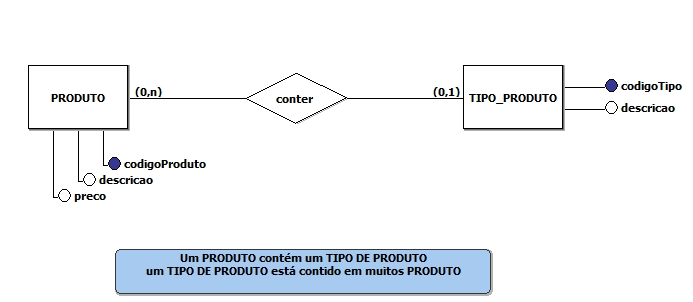 PRODUTO
(0,n)
conter
(0,1)
TIPO_PRODUTO
codigoTipo
descricao
codigoProduto
descricao
preco
Um PRODUTO contém um TIPO DE PRODUTO
um TIPO DE PRODUTO está contido em muitos PRODUTO